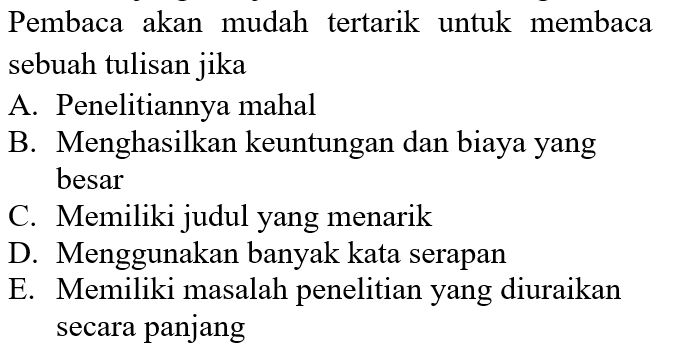 Pembaca akan mudah tertarik untuk membaca
sebuah tulisan jika
A. Penelitiannya mahal
B. Menghasilkan keuntungan dan biaya yang
besar
C. Memiliki judul yang menarik
D. Menggunakan banyak kata serapan
E. Memiliki masalah penelitian yang diuraikan
secara panjang